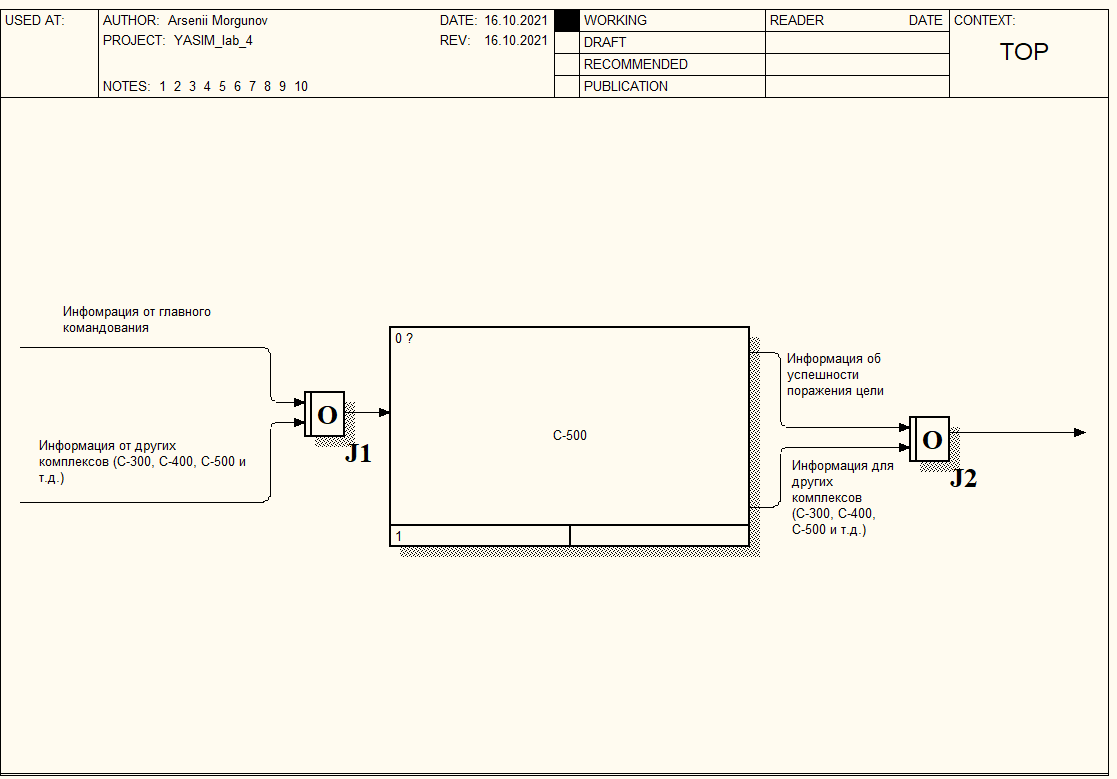 USED AT:
AUTHOR: Arsenii Morgunov
DATE: 16.10.2021
PROJECT: YASIM_lab_4
REV: 16.10.2021
NOTES: 1 2 3 4 5 6 7 8 9 10
WORKING
DRAFT
RECOMMENDED
PUBLICATION
READER DATE
CONTEXT:
TOP
Инфомрация от главного
командования
Информация от других
комплексов (С-300, С-400, С-500 и
т.д.)
O
J1
0 ?
С-500
1
Информация об
успешности
поражения цели
Информация для
других
комплексов
(С-300, С-400,
С-500 и т.д.)
O
J2